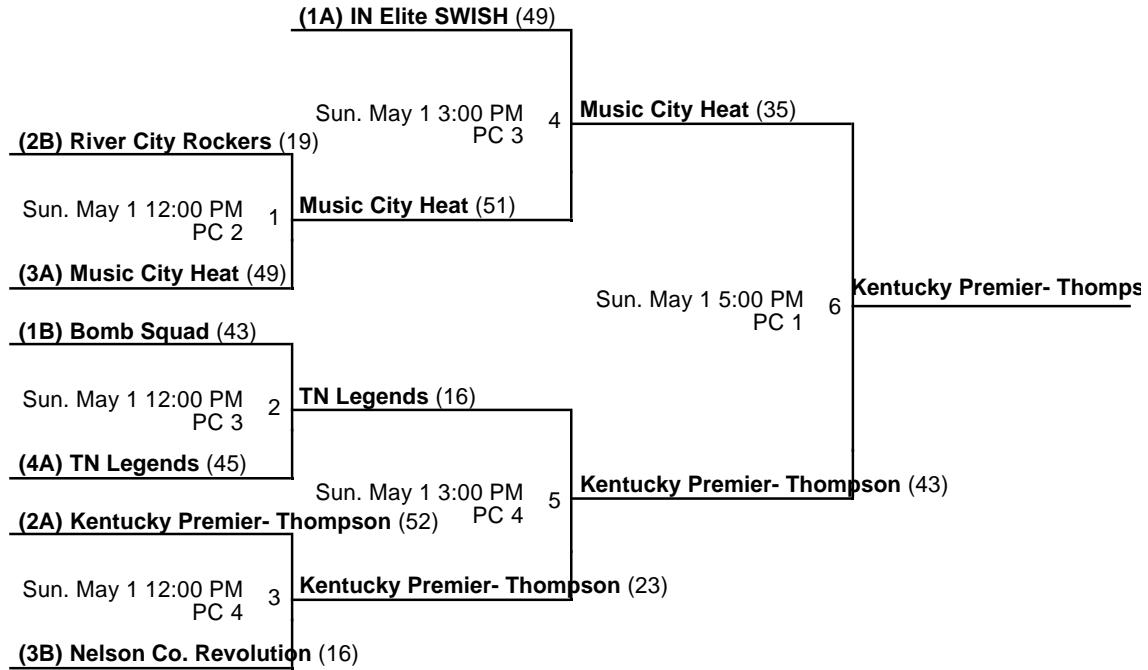 (1A) IN Elite SWISH (49)
Sun. May 1 3:00 PM 4
PC 3
Music City Heat (35)
(2B) River City Rockers (19)
Sun. May 1 12:00 PM 1
PC 2
Music City Heat (51)
(3A) Music City Heat (49)
Sun. May 1 5:00 PM 6
PC 1
Kentucky Premier- Thomps
(1B) Bomb Squad (43)
Sun. May 1 12:00 PM 2
PC 3
TN Legends (16)
(4A) TN Legends (45)
Sun. May 1 3:00 PM 5
PC 4
Kentucky Premier- Thompson (43)
(2A) Kentucky Premier- Thompson (52)
Sun. May 1 12:00 PM 3
PC 4
Kentucky Premier- Thompson (23)
(3B) Nelson Co. Revolution (16)